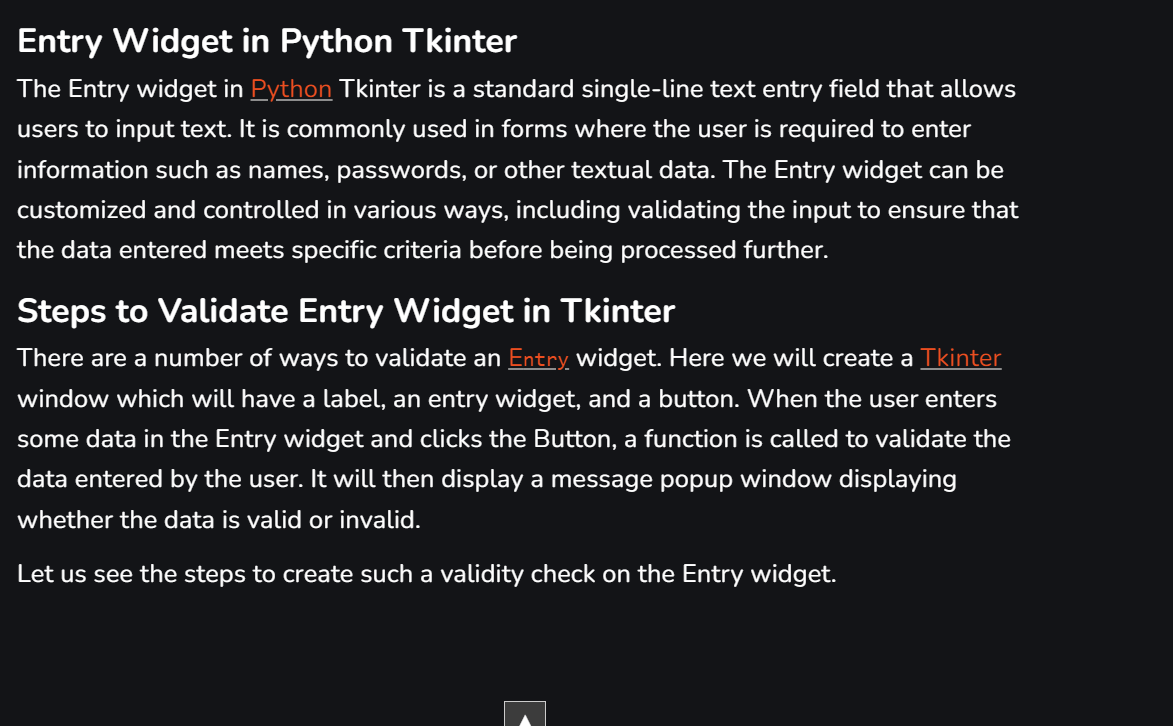 Entry Widget in Python Tkinter
The Entry widget in Python Tkinter is a standard single-line text entry field that allows
users to input text. It is commonly used in forms where the user is required to enter
information such as names, passwords, or other textual data. The Entry widget can be
customized and controlled in various ways, including validating the input to ensure that
the data entered meets specific criteria before being processed further.
Steps to Validate Entry Widget in Tkinter
There are a number of ways to validate an Entry widget. Here we will create a Tkinter
window which will have a label, an entry widget, and a button. When the user enters
some data in the Entry widget and clicks the Button, a function is called to validate the
data entered by the user. It will then display a message popup window displaying
whether the data is valid or invalid.
Let us see the steps to create such a validity check on the Entry widget.